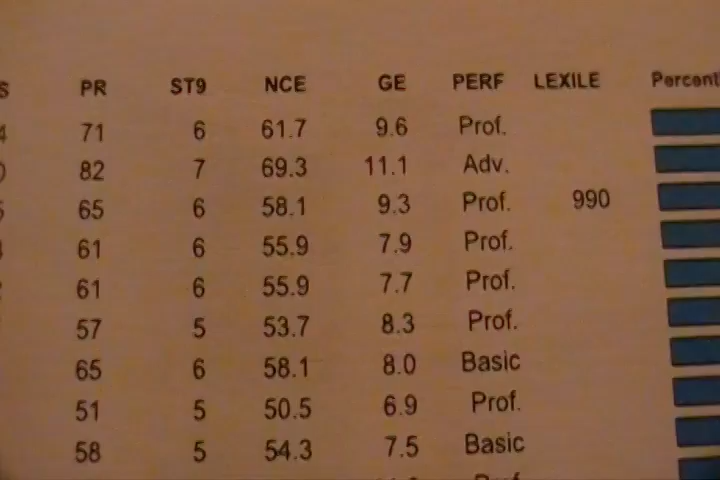 S PR ST9 NCE GE PERF LEXILE Percent
4 71 6 61.7 9.6 Prof.
0 82 7 69.3 11.1 Adv.
65 6 58.1 9.3 Prof. 990
61 6 55.9 7.9 Prof.
61 6 55.9 7.7 Prof.
57 5 53.7 8.3 Prof.
65 6 58.1 8.0 Basic
51 5 50.5 6.9 Prof.
58 5 54.3 7.5 Basic